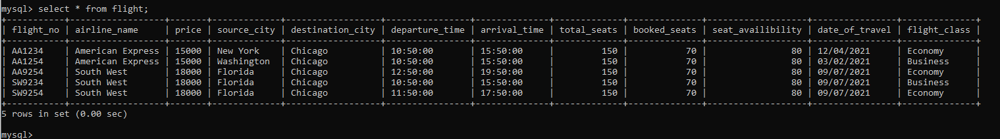 mysql> select * from flight;
+-----------+------------------+-------+-------------+------------------+----------------+--------------+-------------+--------------+--------------------+----------------+--------------+
| flight_no | airline_name     | price | source_city | destination_city | departure_time | arrival_time | total_seats | booked_seats | seat_availibility | date_of_travel | flight_class |
+-----------+------------------+-------+-------------+------------------+----------------+--------------+-------------+--------------+--------------------+----------------+--------------+
| AA1234    | American Express | 15000 | New York    | Chicago          | 10:50:00       | 15:50:00     |         150 |           70 |                80 | 12/04/2021     | Economy      |
| AA1254    | American Express | 15000 | Washington  | Chicago          | 10:50:00       | 15:50:00     |         150 |           70 |                80 | 03/02/2021     | Business     |
| AA9254    | South West       | 18000 | Florida     | Chicago          | 12:50:00       | 19:50:00     |         150 |           70 |                80 | 09/07/2021     | Economy      |
| SW9234    | South West       | 18000 | Florida     | Chicago          | 10:50:00       | 15:50:00     |         150 |           70 |                80 | 09/07/2021     | Business     |
| SW9254    | South West       | 18000 | Florida     | Chicago          | 11:50:00       | 17:50:00     |         150 |           70 |                80 | 09/07/2021     | Economy      |
+-----------+------------------+-------+-------------+------------------+----------------+--------------+-------------+--------------+--------------------+----------------+--------------+
5 rows in set (0.00 sec)
mysql>